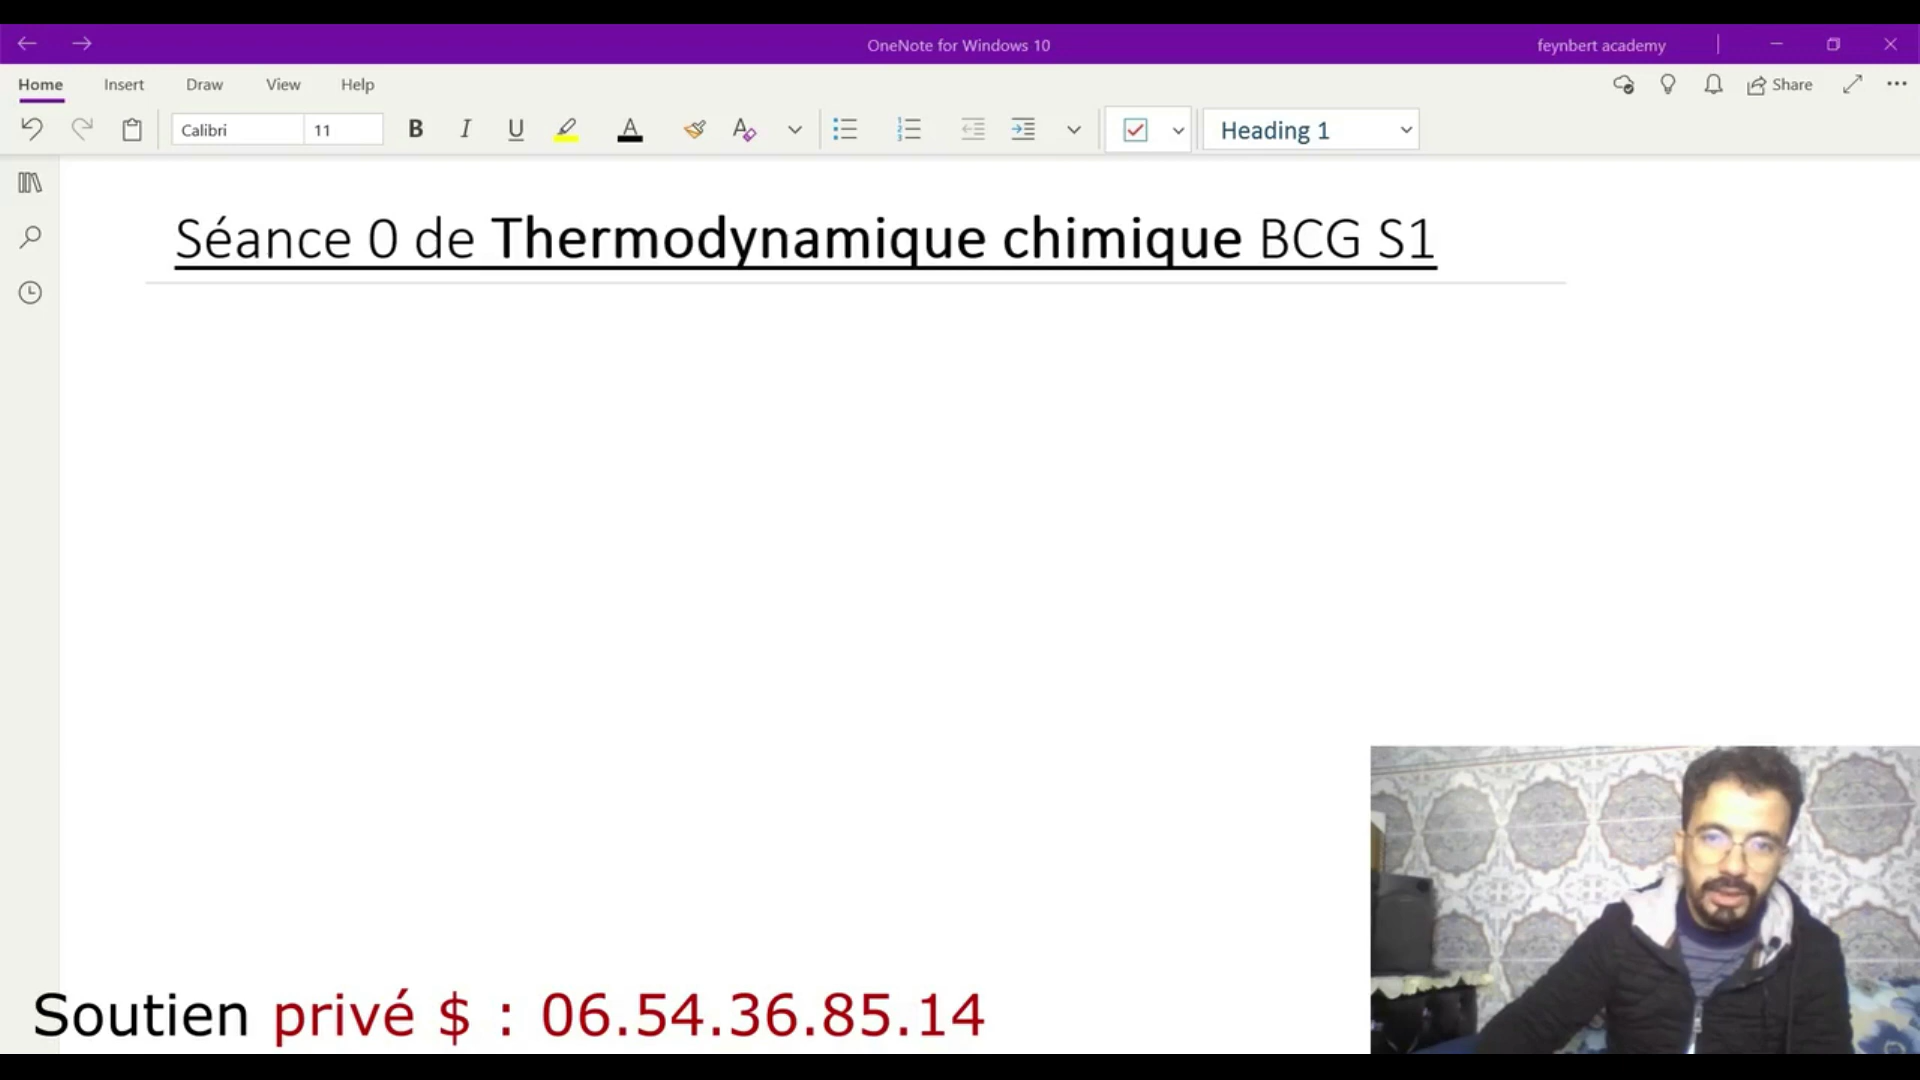 OneNote for Windows 10
feynbert academy
Home Insert Draw View Help
Share
Calibri 11 B I U A A Heading 1
Séance 0 de Thermodynamique chimique BCG S1
Soutien privé $ : 06.54.36.85.14